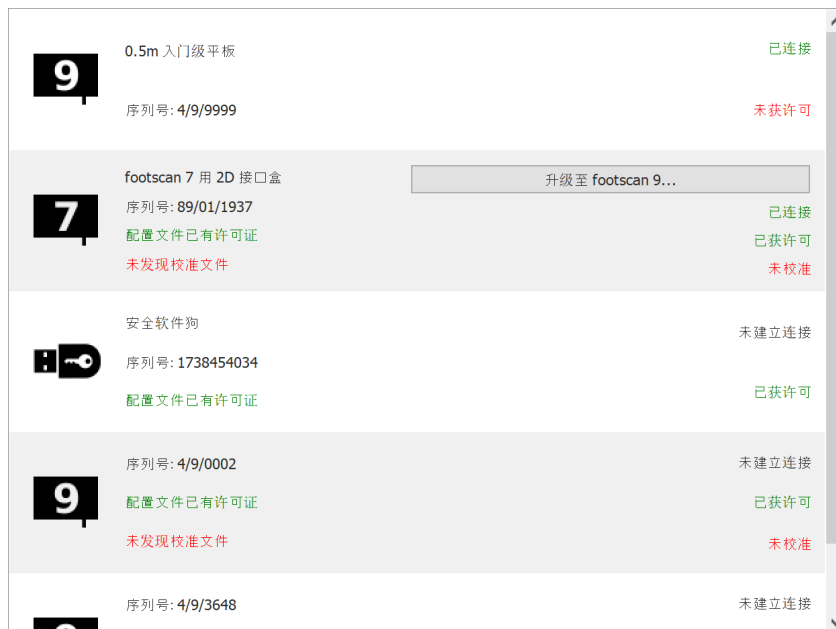 9
0.5m 入门级平板
已连接
序列号: 4/9/9999
未获许可
7
footscan 7 用 2D 接口盒
升级至 footscan 9...
序列号: 89/01/1937
已连接
配置文件已有许可证
已获许可
未发现校准文件
未校准
安全软件狗
未建立连接
序列号: 1738454034
配置文件已有许可证
已获许可
9
序列号: 4/9/0002
未建立连接
配置文件已有许可证
已获许可
未发现校准文件
未校准
序列号: 4/9/3648
未建立连接